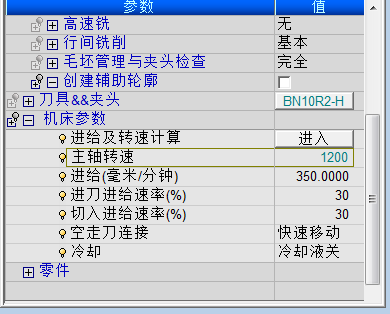 参数 值
高速铣 无
行间铣削 基本
毛坯管理与夹头检查 完全
创建辅助轮廓
刀具&&夹头 BN10R2-H
机床参数
进给及转速计算 进入
主轴转速 1200
进给(毫米/分钟) 350.0000
进刀进给速率(%) 30
切入进给速率(%) 30
空走刀连接 快速移动
冷却 冷却液关
零件